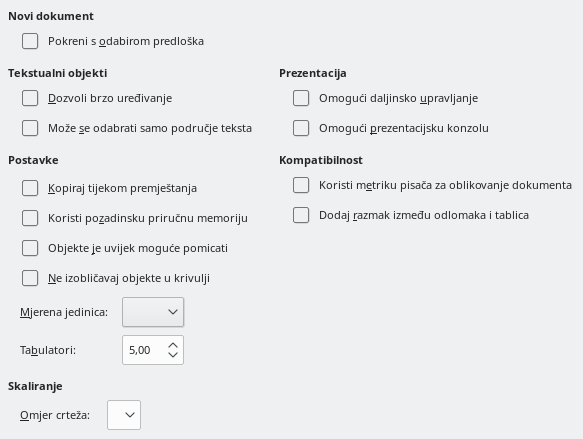 Novi dokument
Pokreni s odabirom predloška
Tekstualni objekti
Dozvoli brzo uređivanje
Može se odabrati samo područje teksta
Prezentacija
Omogući daljinsko upravljanje
Omogući prezentacijsku konzolu
Postavke
Kopiraj tijekom premještanja
Koristi pozadinsku priručnu memoriju
Objekte je uvijek moguće pomicati
Ne izobličavaj objekte u krivulji
Mjerena jedinica:
Tabulatori: 5,00
Kompatibilnost
Koristi metriku pisača za oblikovanje dokumenta
Dodaj razmak između odlomaka i tablica
Skaliranje
Omjer crteža: